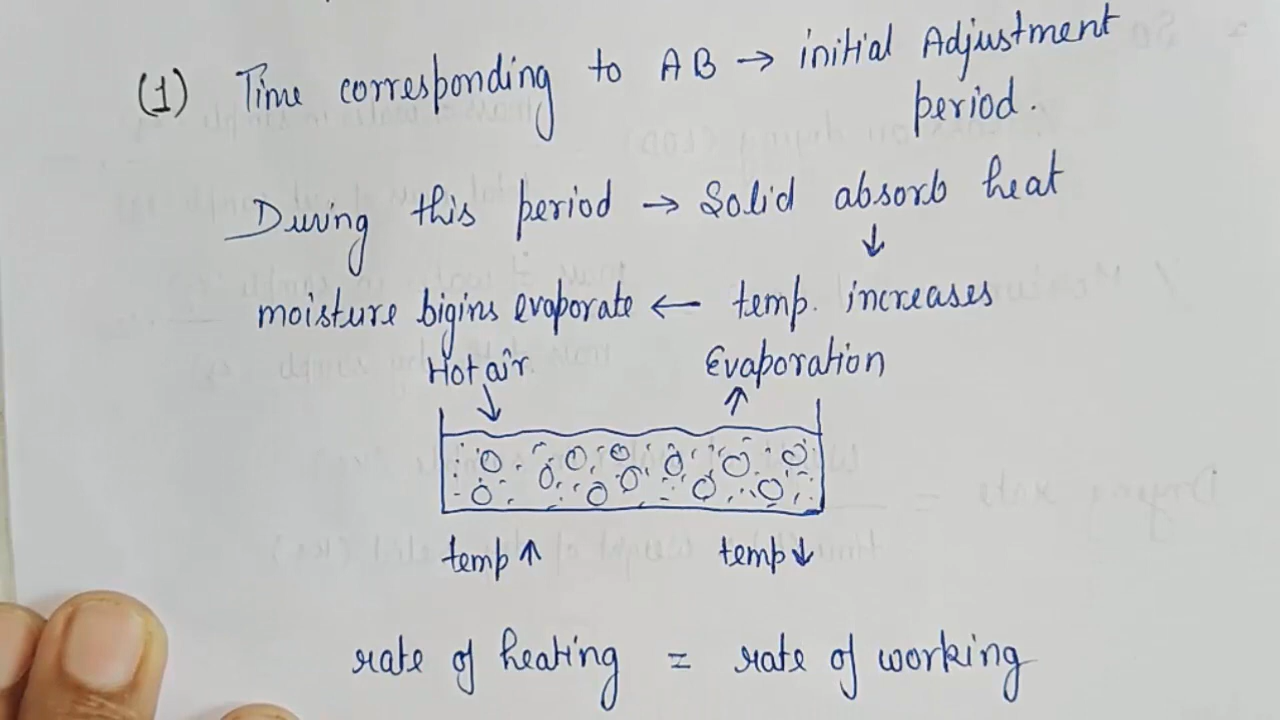 (1) Time corresponding to AB → initial Adjustment
period.
During this period → Solid absorb heat
↓
moisture bigins evaporate ← temp. increases
Hot air Evaporation
↓ ↑
temp ↑ temp ↓
rate of heating = rate of working